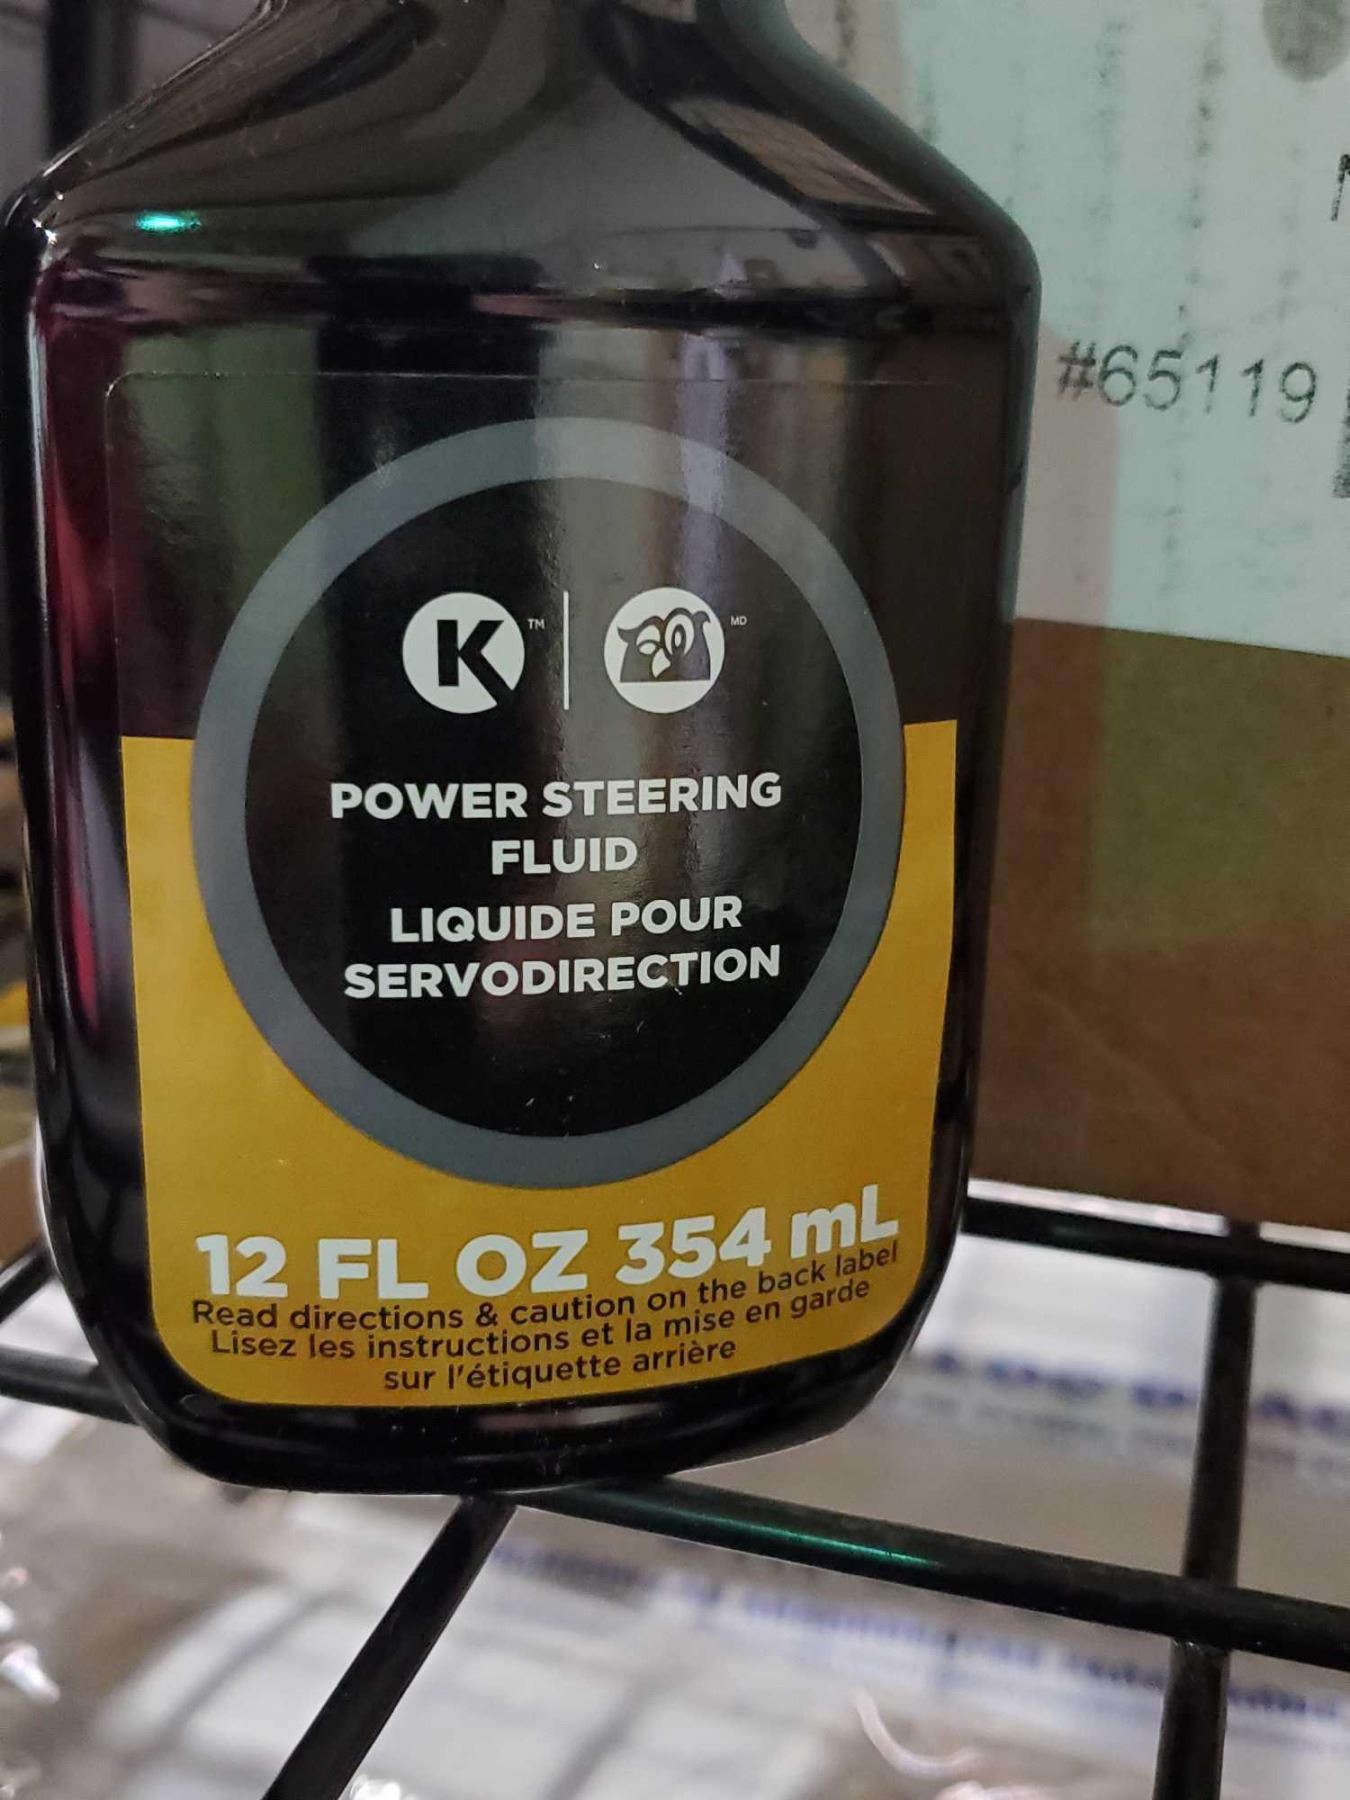 #65119
K™ MD
POWER STEERING
FLUID
LIQUIDE POUR
SERVODIRECTION
12 FL OZ 354 mL
Read directions & caution on the back label
Lisez les instructions et la mise en garde
sur l'étiquette arrière